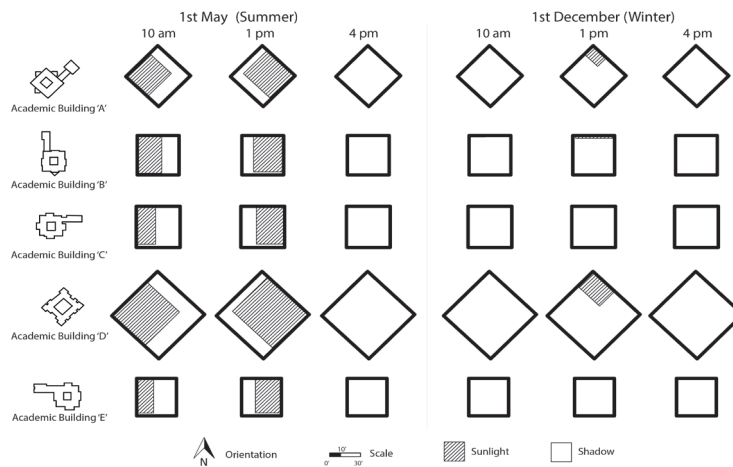 1st May (Summer)
1st December (Winter)
10 am
1 pm
4 pm
10 am
1 pm
4 pm
Academic Building 'A'
Academic Building 'B'
Academic Building 'C'
Academic Building 'D'
Academic Building 'E'
N
Orientation
10'
0'
30'
Scale
Sunlight
Shadow